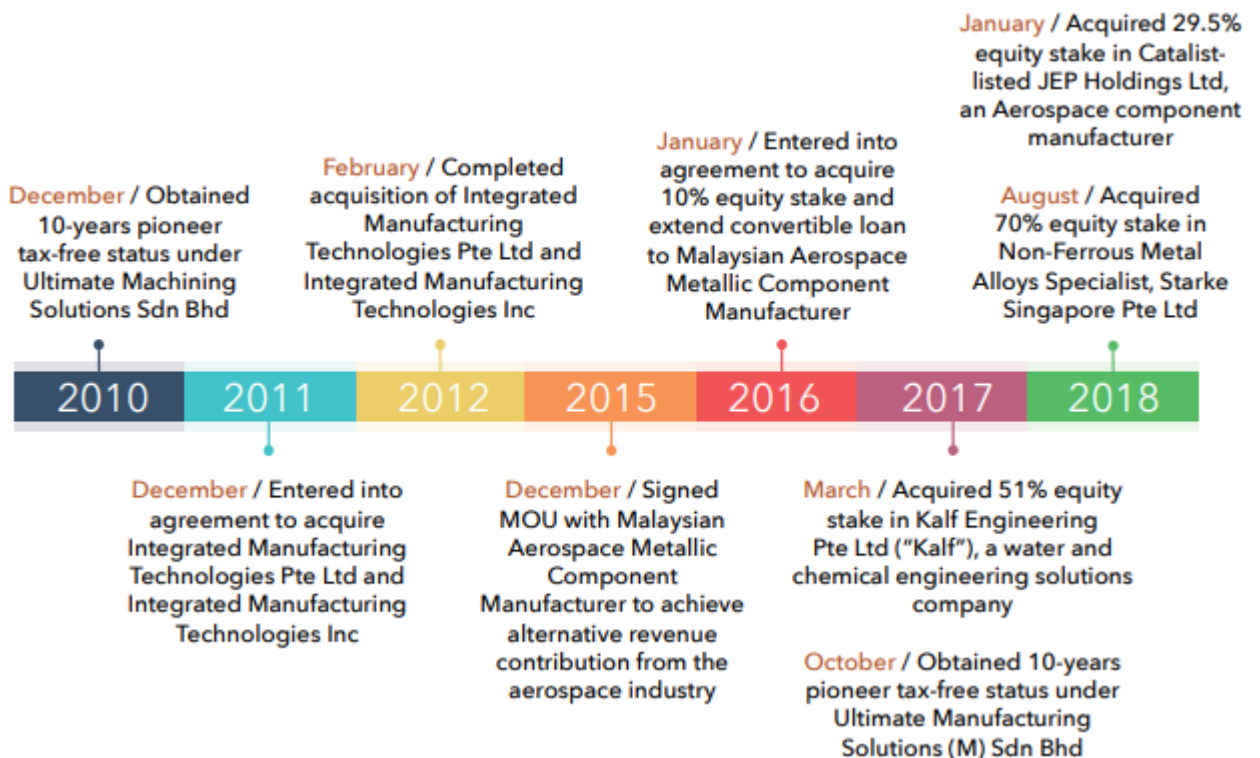 December / Obtained
10-years pioneer
tax-free status under
Ultimate Machining
Solutions Sdn Bhd
February / Completed
acquisition of Integrated
Manufacturing
Technologies Pte Ltd and
Integrated Manufacturing
Technologies Inc
January / Entered into
agreement to acquire
10% equity stake and
extend convertible loan
to Malaysian Aerospace
Metallic Component
Manufacturer
January / Acquired 29.5%
equity stake in Catalist-
listed JEP Holdings Ltd,
an Aerospace component
manufacturer
August / Acquired
70% equity stake in
Non-Ferrous Metal
Alloys Specialist, Starke
Singapore Pte Ltd
2010 2011 2012 2015 2016 2017 2018
December / Entered into
agreement to acquire
Integrated Manufacturing
Technologies Pte Ltd and
Integrated Manufacturing
Technologies Inc
December / Signed
MOU with Malaysian
Aerospace Metallic
Component
Manufacturer to achieve
alternative revenue
contribution from the
aerospace industry
March / Acquired 51% equity
stake in Kalf Engineering
Pte Ltd (“Kalf”), a water and
chemical engineering solutions
company
October / Obtained 10-years
pioneer tax-free status under
Ultimate Manufacturing
Solutions (M) Sdn Bhd